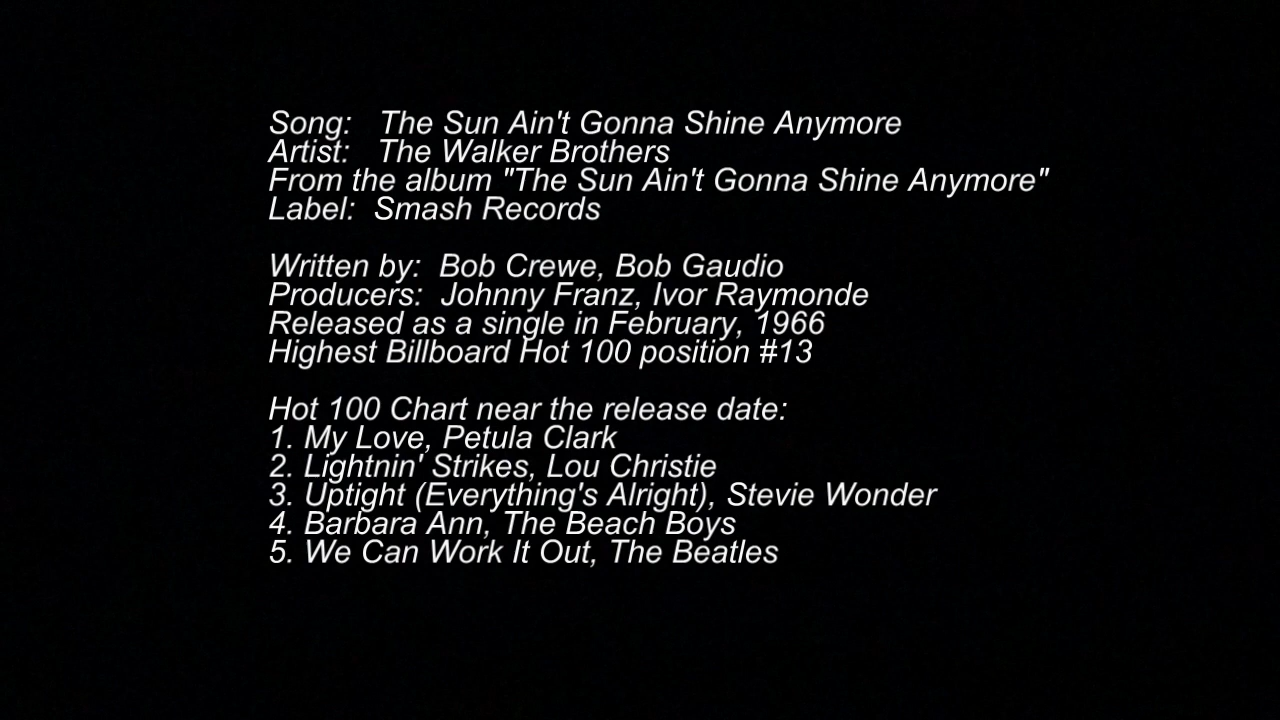 Song: The Sun Ain't Gonna Shine Anymore
Artist: The Walker Brothers
From the album "The Sun Ain't Gonna Shine Anymore"
Label: Smash Records
Written by: Bob Crewe, Bob Gaudio
Producers: Johnny Franz, Ivor Raymonde
Released as a single in February, 1966
Highest Billboard Hot 100 position #13
Hot 100 Chart near the release date:
1. My Love, Petula Clark
2. Lightnin' Strikes, Lou Christie
3. Uptight (Everything's Alright), Stevie Wonder
4. Barbara Ann, The Beach Boys
5. We Can Work It Out, The Beatles